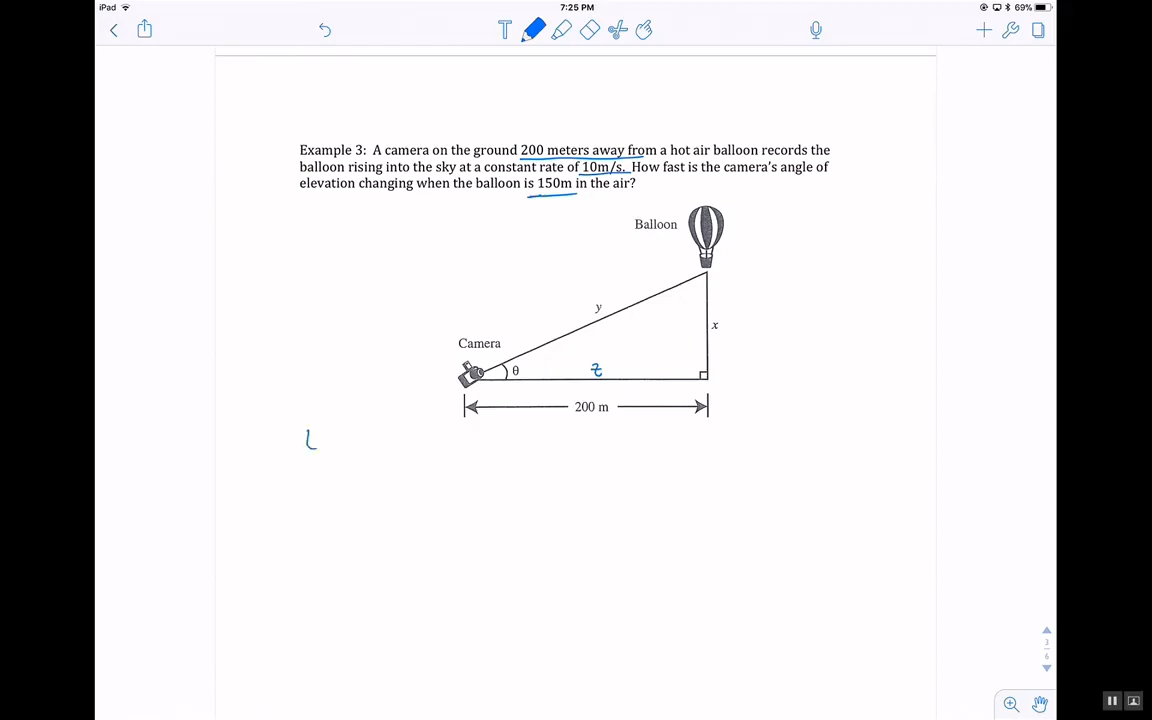 iPad 7:25 PM 69%
T
Example 3: A camera on the ground 200 meters away from a hot air balloon records the
balloon rising into the sky at a constant rate of 10m/s. How fast is the camera's angle of
elevation changing when the balloon is 150m in the air?
Balloon
y
x
Camera
θ
z
200 m
3
6